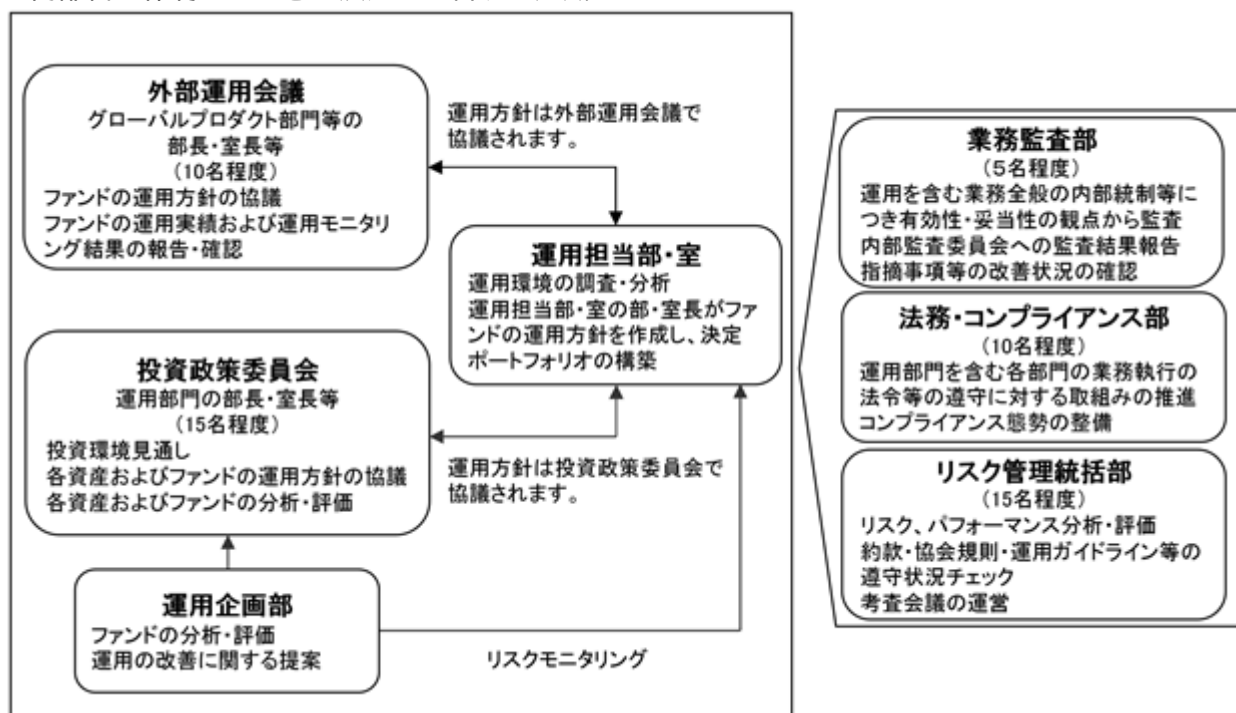 外部運用会議
グローバルプロダクト部門等の
部長・室長等
（10名程度）
ファンドの運用方針の協議
ファンドの運用実績および運用モニタリ
ング結果の報告・確認
運用方針は外部運用会議で
協議されます。
運用担当部・室
運用環境の調査・分析
運用担当部・室の部・室長がファ
ンドの運用方針を作成し、決定
ポートフォリオの構築
投資政策委員会
運用部門の部長・室長等
（15名程度）
投資環境見通し
各資産およびファンドの運用方針の協議
各資産およびファンドの分析・評価
運用方針は投資政策委員会で
協議されます。
運用企画部
ファンドの分析・評価
運用の改善に関する提案
リスクモニタリング
業務監査部
（5名程度）
運用を含む業務全般の内部統制等に
つき有効性・妥当性の観点から監査
内部監査委員会への監査結果報告
指摘事項等の改善状況の確認
法務・コンプライアンス部
（10名程度）
運用部門を含む各部門の業務執行の
法令等の遵守に対する取組みの推進
コンプライアンス態勢の整備
リスク管理統括部
（15名程度）
リスク、パフォーマンス分析・評価
約款・協会規則・運用ガイドライン等の
遵守状況チェック
考査会議の運営